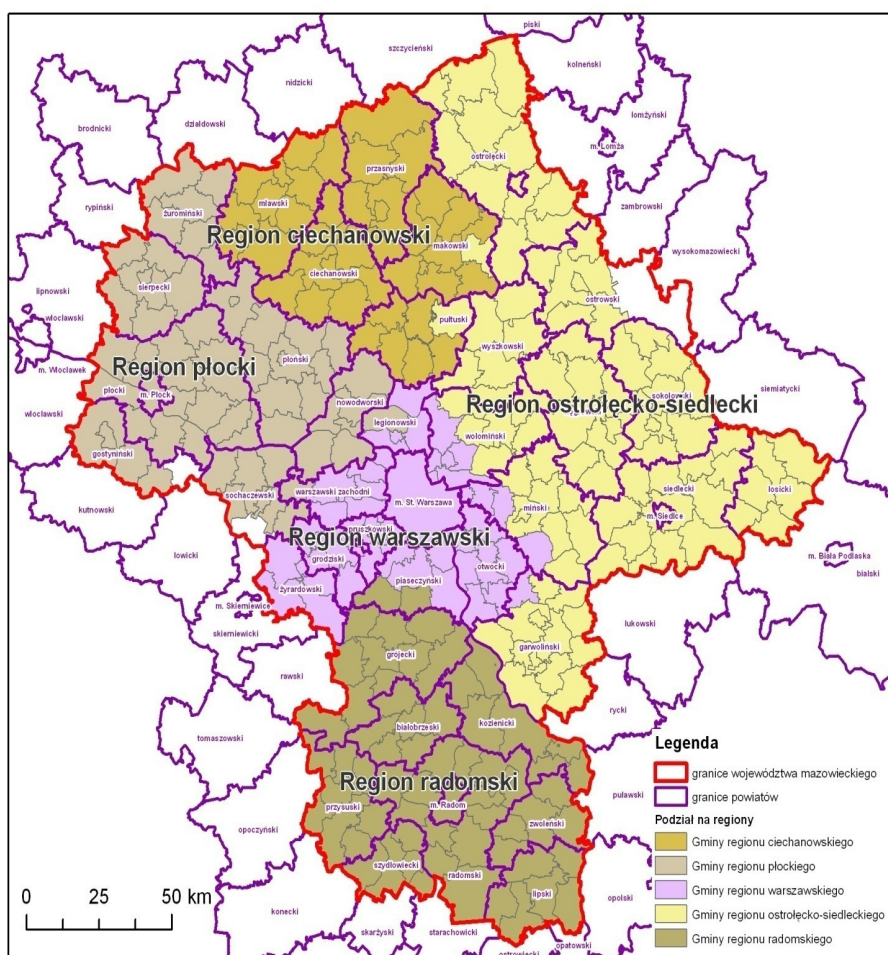 piski
szczycieński
kolneński
nidzicki
działdowski
brodnicki
łomżyński
m. Łomża
ostrołęcki
przasnyski
rypiński
mławski
żuromiński
zambrowski
Region ciechanowski
makowski
wysokomazowiecki
ciechanowski
sierpecki
lipnowski
włocławski
ostrowski
pułtuski
wyszkowski
płoński
Region płocki
m. Włocławek
płocki
m. Płock
nowodworski
sokołowski
siemiatycki
Region ostrołęcko-siedlecki
włocławski
legionowski
wołomiński
gostyniński
warszawski zachodni
siedlecki
łosicki
sochaczewski
m. St. Warszawa
kutnowski
miński
m. Siedlce
pruszkowski
Region warszawski
łowicki
grodziski
m. Biała Podlaska
bialski
piaseczyński
otwocki
żyrardowski
m. Skierniewice
skierniewicki
łukowski
garwoliński
grójecki
rawski
rycki
białobrzeski
kozienicki
tomaszowski
Region radomski
puławski
przysuski
m. Radom
zwoleński
opoczyński
szydłowiecki
radomski
lipski
opolski
konecki
skarżyski
starachowicki
opatowski
ostrowiecki
0 25 50 km
Legenda
granice województwa mazowieckiego
granice powiatów
Podział na regiony
Gminy regionu ciechanowskiego
Gminy regionu płockiego
Gminy regionu warszawskiego
Gminy regionu ostrołęcko-siedleckiego
Gminy regionu radomskiego